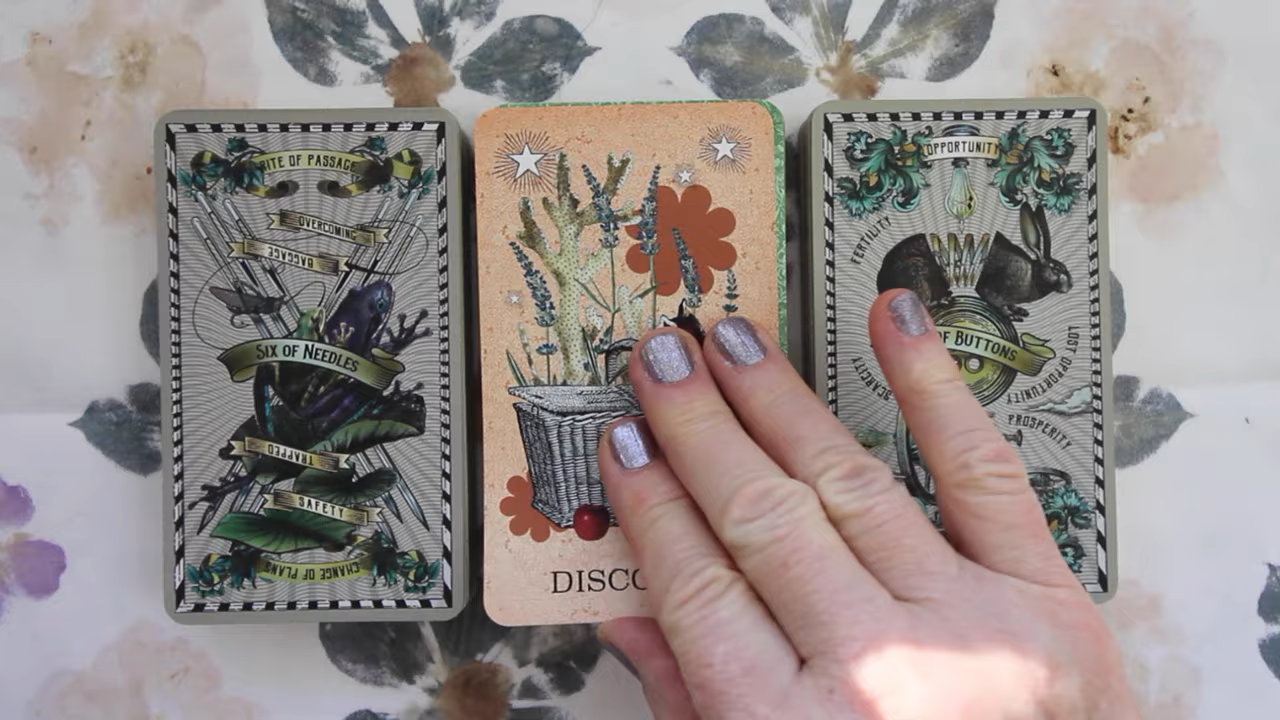 RITE OF PASSAGE
OVERCOMING
BAGGAGE
SIX OF NEEDLES
TRAPPED
SAFETY
CHANGE OF PLANS
DISCO
OPPORTUNITY
FERTILITY
OF BUTTONS
SCARCITY
LOST OPPORTUNITY
PROSPERITY